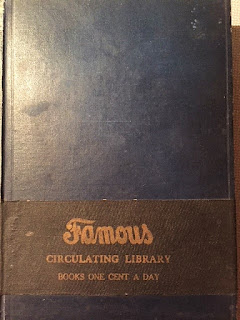 Famous
CIRCULATING LIBRARY
BOOKS ONE CENT A DAY